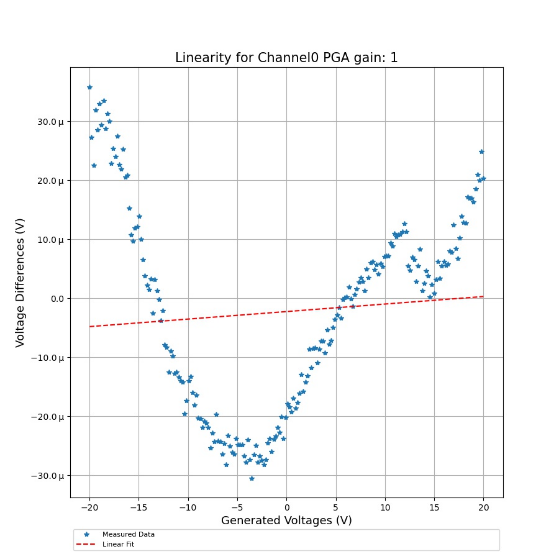 Linearity for Channel0 PGA gain: 1
Voltage Differences (V)
30.0 μ
20.0 μ
10.0 μ
0.0
−10.0 μ
−20.0 μ
−30.0 μ
−20 −15 −10 −5 0 5 10 15 20
Generated Voltages (V)
Measured Data
Linear Fit